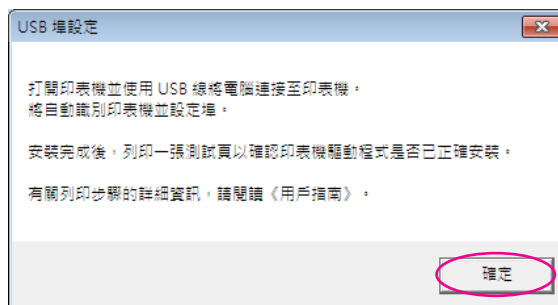 USB 埠設定
打開印表機並使用 USB 線將電腦連接至印表機。
將自動識別印表機並設定埠。
安裝完成後，列印一張測試頁以確認印表機驅動程式是否已正確安裝。
有關列印步驟的詳細資訊，請閱讀《用戶指南》。
確定